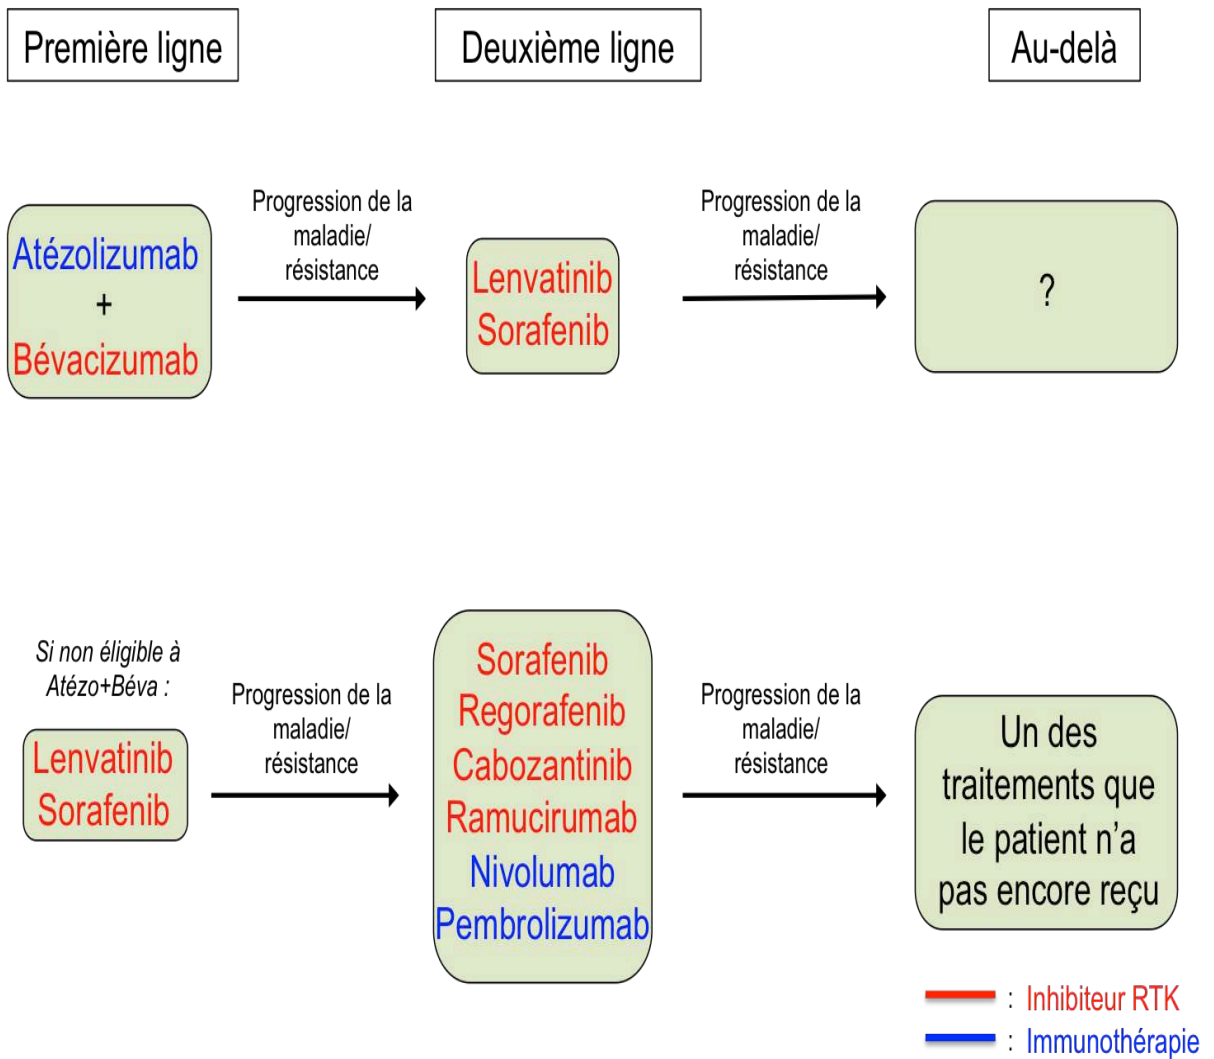 Première ligne
Deuxième ligne
Au-delà
Atézolizumab
+
Bévacizumab
Progression de la
maladie/
résistance
Lenvatinib
Sorafenib
Progression de la
maladie/
résistance
?
Si non éligible à
Atézo+Béva :
Lenvatinib
Sorafenib
Progression de la
maladie/
résistance
Sorafenib
Regorafenib
Cabozantinib
Ramucirumab
Nivolumab
Pembrolizumab
Progression de la
maladie/
résistance
Un des
traitements que
le patient n'a
pas encore reçu
: Inhibiteur RTK
: Immunothérapie